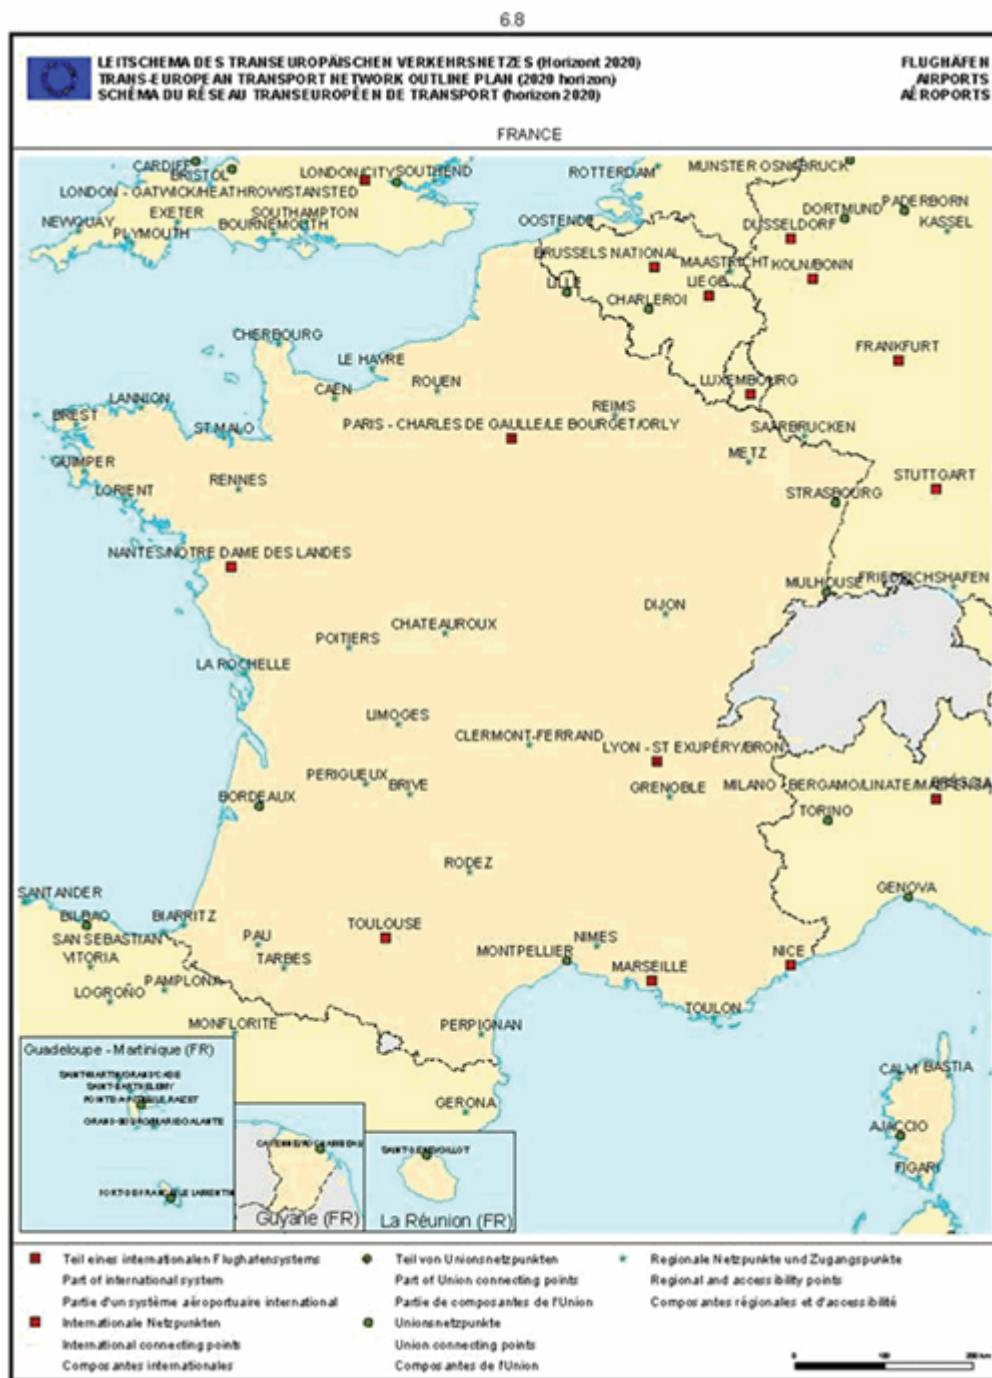 6.8
LEITSCHEMA DES TRANSEUROPÄISCHEN VERKEHRSNETZES (Horizont 2020)
TRANS-EUROPEAN TRANSPORT NETWORK OUTLINE PLAN (2020 horizon)
SCHÉMA DU RÉSEAU TRANSEUROPÉEN DE TRANSPORT (horizon 2020)
FLUGHÄFEN
AIRPORTS
AÉROPORTS
FRANCE
CARDIFF
BRISTOL
LONDON/CITY
SOUTHEND
ROTTERDAM
MUNSTER OSNABRUCK
LONDON - GATWICK/HEATHROW/STANSTED
NEWQUAY
EXETER
SOUTHAMPTON
BOURNEMOUTH
PLYMOUTH
OOSTENDE
DORTMUND
PADERBORN
KASSEL
DUSSELDORF
BRUSSELS NATIONAL
MAASTRICHT
KOLN/BONN
LILLE
LIEGE
CHARLEROI
CHERBOURG
LE HAVRE
FRANKFURT
CAEN
ROUEN
LUXEMBOURG
LANNION
BREST
REIMS
ST MALO
PARIS - CHARLES DE GAULLE/LE BOURGET/ORLY
SAARBRUCKEN
QUIMPER
METZ
RENNES
STUTTGART
LORIENT
STRASBOURG
NANTES/NOTRE DAME DES LANDES
MULHOUSE
FRIEDRICHSHAFEN
DIJON
CHATEAUROUX
POITIERS
LA ROCHELLE
LIMOGES
CLERMONT-FERRAND
LYON - ST EXUPÉRY/BRON
PERIGUEUX
BRIVE
GRENOBLE
MILANO - BERGAMO/LINATE/MALPENSA
BORDEAUX
TORINO
RODEZ
SANTANDER
GENOVA
BILBAO
BIARRITZ
TOULOUSE
SAN SEBASTIAN
PAU
NIMES
MONTPELLIER
NICE
VITORIA
TARBES
MARSEILLE
PAMPLONA
LOGROÑO
TOULON
MONFLORITE
PERPIGNAN
Guadeloupe - Martinique (FR)
CALVI
BASTIA
GERONA
AJACCIO
FIGARI
Guyane (FR)
La Réunion (FR)
Teil eines internationalen Flughafensystems
Part of international system
Partie d'un système aéroportuaire international
Internationale Netzpunkten
International connecting points
Composantes internationales
Teil von Unionsnetzpunkten
Part of Union connecting points
Partie de composantes de l'Union
Unionsnetzpunkte
Union connecting points
Composantes de l'Union
Regionale Netzpunkte und Zugangspunkte
Regional and accessibility points
Composantes régionales et d'accessibilité
0 100 200 km